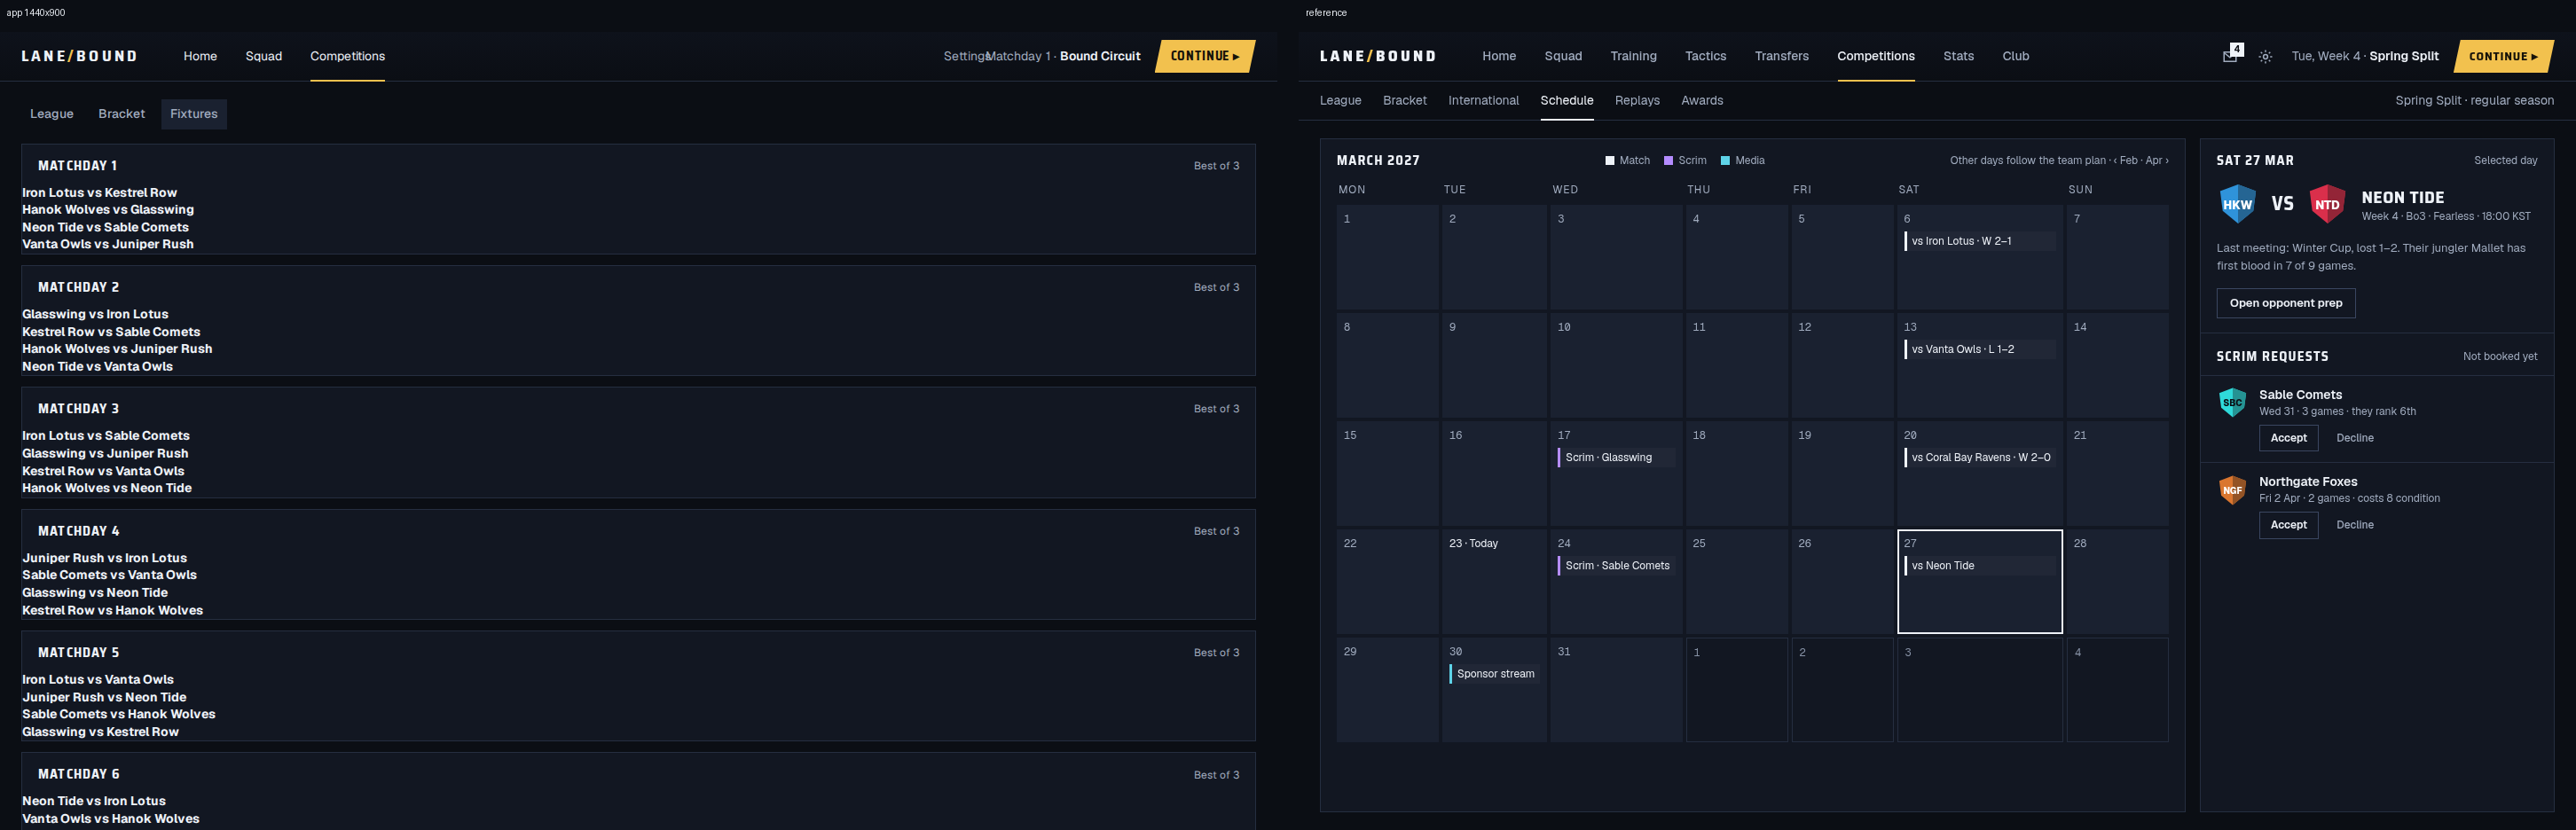 app 1440x900
LANE/BOUND
Home
Squad
Competitions
Settings
Matchday 1 · Bound Circuit
CONTINUE ▸
League
Bracket
Fixtures
MATCHDAY 1
Best of 3
Iron Lotus vs Kestrel Row
Hanok Wolves vs Glasswing
Neon Tide vs Sable Comets
Vanta Owls vs Juniper Rush
MATCHDAY 2
Best of 3
Glasswing vs Iron Lotus
Kestrel Row vs Sable Comets
Hanok Wolves vs Juniper Rush
Neon Tide vs Vanta Owls
MATCHDAY 3
Best of 3
Iron Lotus vs Sable Comets
Glasswing vs Juniper Rush
Kestrel Row vs Vanta Owls
Hanok Wolves vs Neon Tide
MATCHDAY 4
Best of 3
Juniper Rush vs Iron Lotus
Sable Comets vs Vanta Owls
Glasswing vs Neon Tide
Kestrel Row vs Hanok Wolves
MATCHDAY 5
Best of 3
Iron Lotus vs Vanta Owls
Juniper Rush vs Neon Tide
Sable Comets vs Hanok Wolves
Glasswing vs Kestrel Row
MATCHDAY 6
Best of 3
Neon Tide vs Iron Lotus
Vanta Owls vs Hanok Wolves
reference
LANE/BOUND
Home
Squad
Training
Tactics
Transfers
Competitions
Stats
Club
4
Tue, Week 4 · Spring Split
CONTINUE ▸
League
Bracket
International
Schedule
Replays
Awards
Spring Split · regular season
MARCH 2027
Match
Scrim
Media
Other days follow the team plan · ‹ Feb · Apr ›
MON TUE WED THU FRI SAT SUN
1 2 3 4 5 6 7
vs Iron Lotus · W 2–1
8 9 10 11 12 13 14
vs Vanta Owls · L 1–2
15 16 17 18 19 20 21
Scrim · Glasswing
vs Coral Bay Ravens · W 2–0
22 23 · Today 24 25 26 27 28
Scrim · Sable Comets
vs Neon Tide
29 30 31 1 2 3 4
Sponsor stream
SAT 27 MAR
Selected day
HKW
VS
NTD
NEON TIDE
Week 4 · Bo3 · Fearless · 18:00 KST
Last meeting: Winter Cup, lost 1–2. Their jungler Mallet has
first blood in 7 of 9 games.
Open opponent prep
SCRIM REQUESTS
Not booked yet
SBC
Sable Comets
Wed 31 · 3 games · they rank 6th
Accept
Decline
NGF
Northgate Foxes
Fri 2 Apr · 2 games · costs 8 condition
Accept
Decline